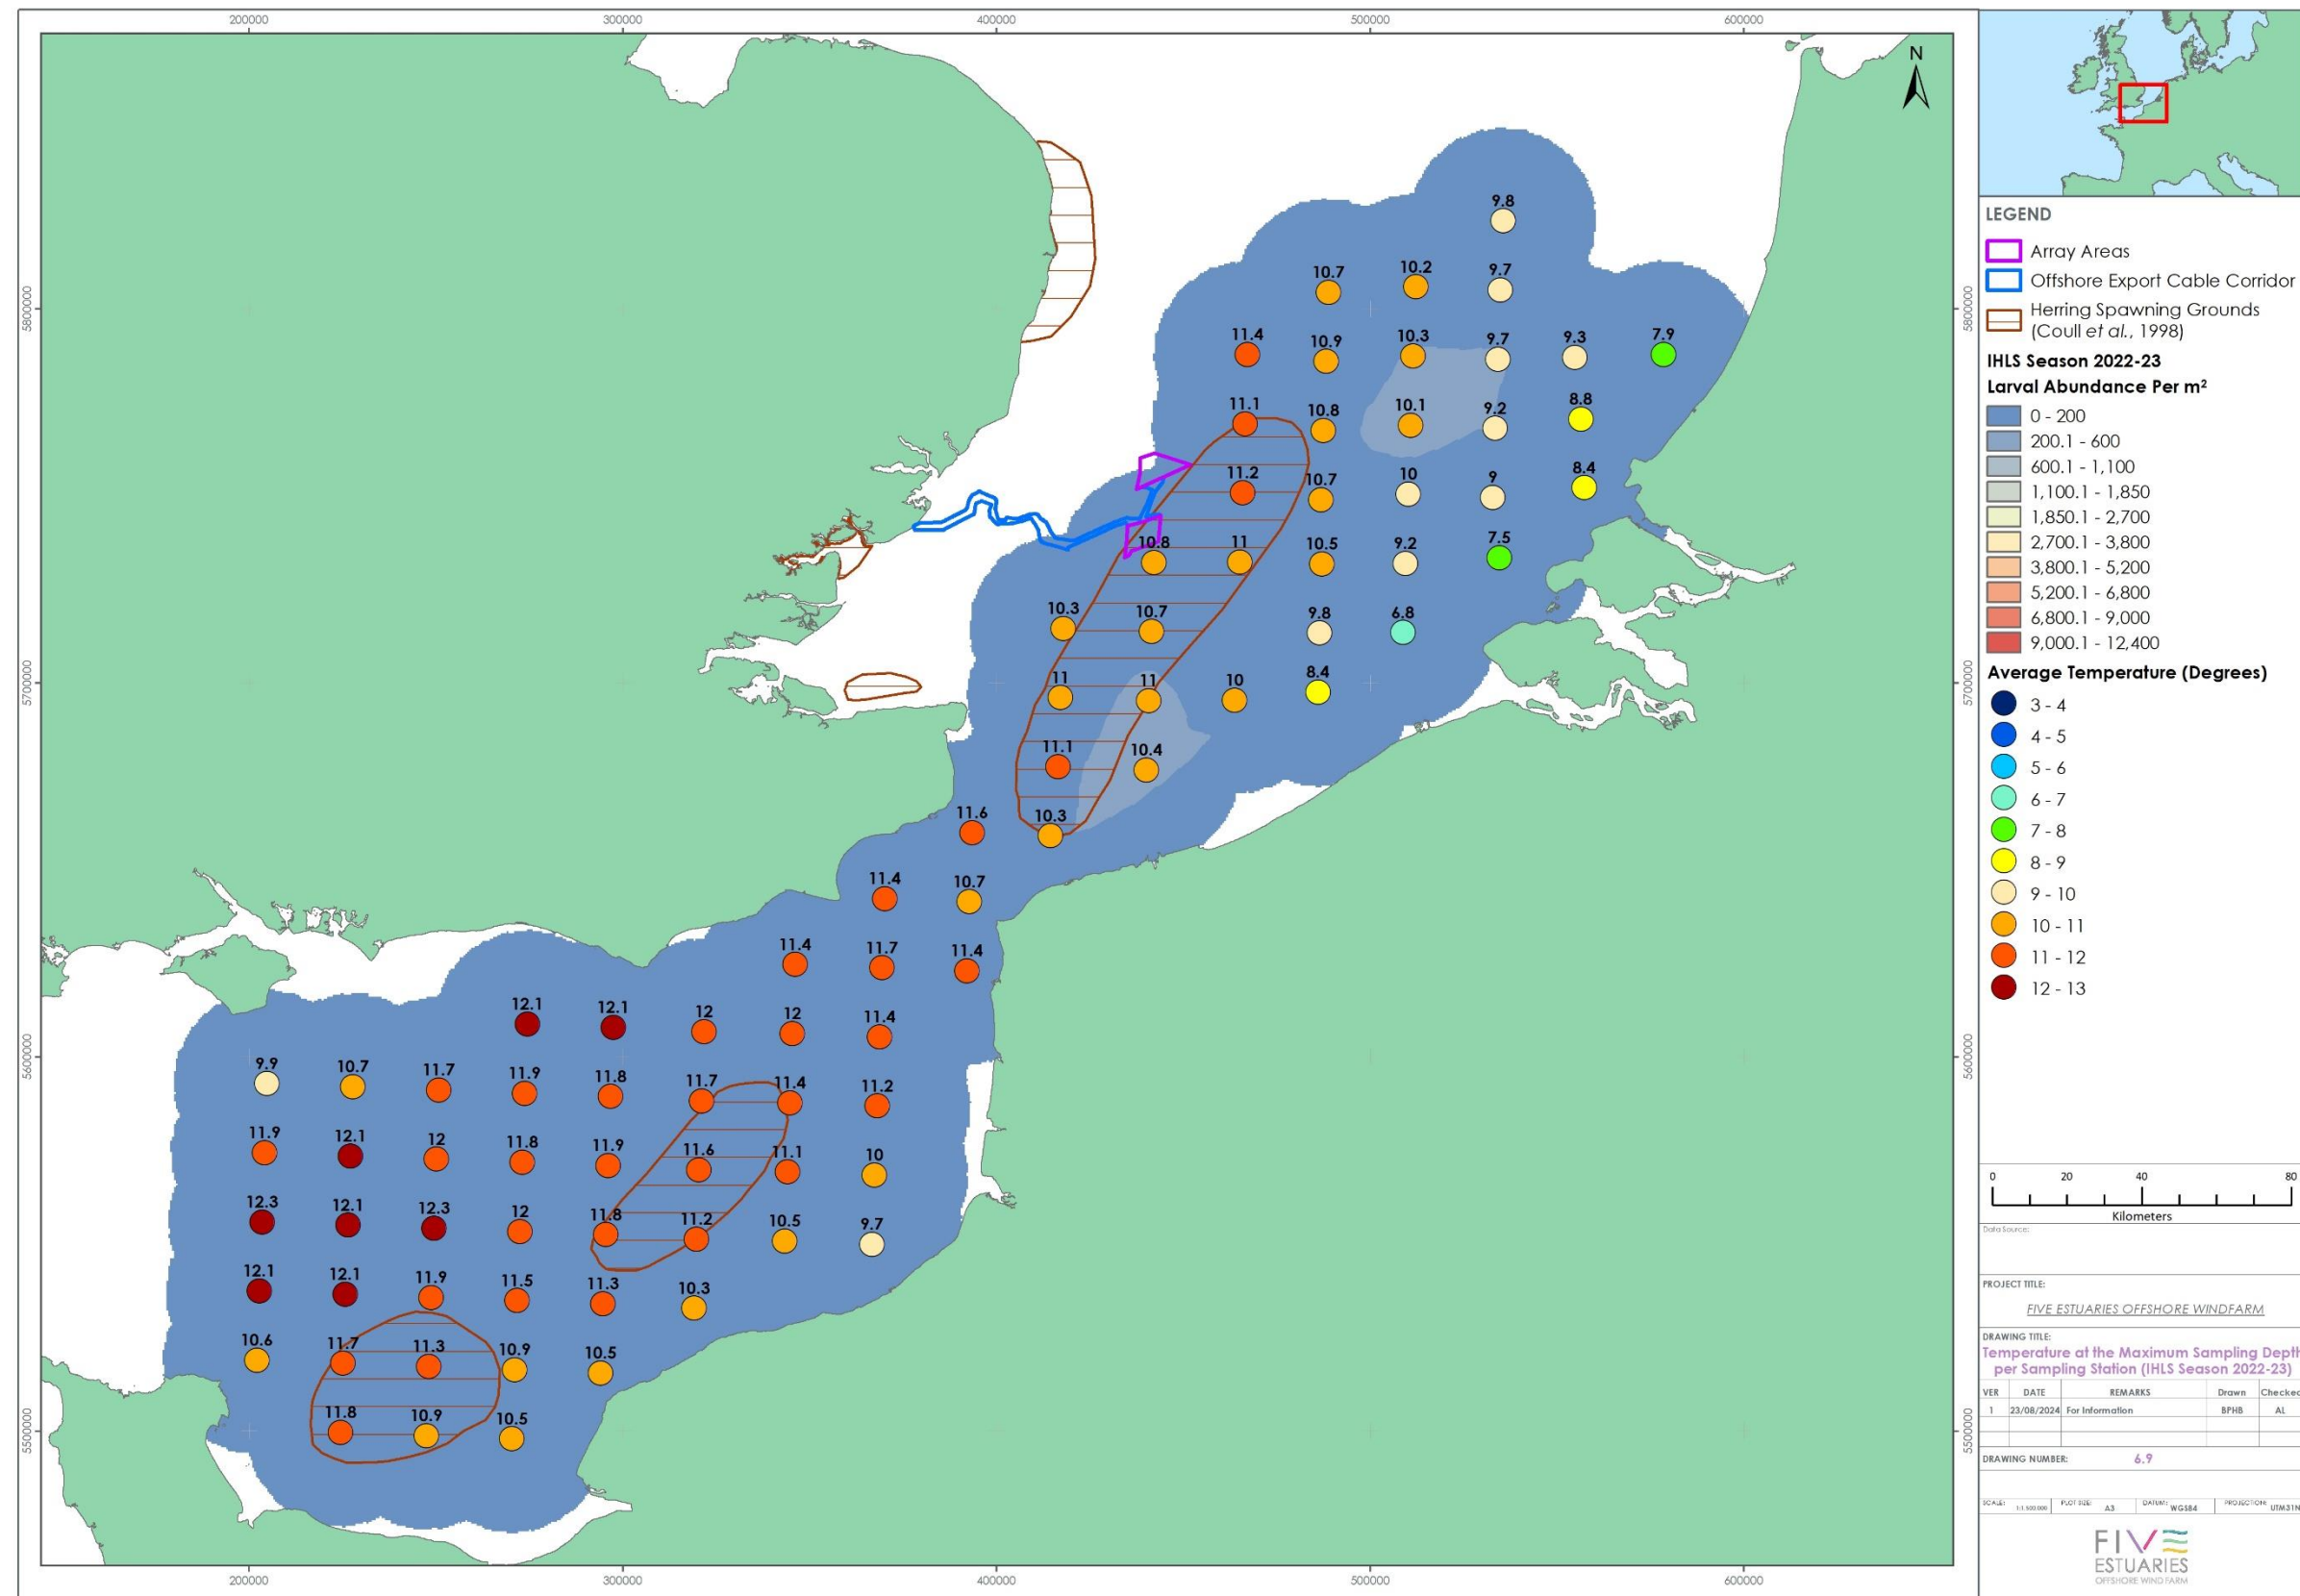 200000
300000
400000
500000
600000
N
5800000
5800000
5700000
5700000
5600000
5600000
5500000
5500000
9.8
10.7
10.2
9.7
11.4
10.9
10.3
9.7
9.3
7.9
11.1
10.8
10.1
9.2
8.8
11.2
10.7
10
9
8.4
10.8
11
10.5
9.2
7.5
10.3
10.7
9.8
6.8
11
11
10
8.4
11.1
10.4
11.6
10.3
11.4
10.7
11.4
11.7
11.4
12.1
12.1
12
12
11.4
9.9
10.7
11.7
11.9
11.8
11.7
11.4
11.2
11.9
12.1
12
11.8
11.9
11.6
11.1
10
12.3
12.1
12.3
12
11.8
11.2
10.5
9.7
12.1
12.1
11.9
11.5
11.3
10.3
10.6
11.7
11.3
10.9
10.5
11.8
10.9
10.5
200000
300000
400000
500000
600000
LEGEND
Array Areas
Offshore Export Cable Corridor
Herring Spawning Grounds
(Coull et al., 1998)
IHLS Season 2022-23
Larval Abundance Per m²
0 - 200
200.1 - 600
600.1 - 1,100
1,100.1 - 1,850
1,850.1 - 2,700
2,700.1 - 3,800
3,800.1 - 5,200
5,200.1 - 6,800
6,800.1 - 9,000
9,000.1 - 12,400
Average Temperature (Degrees)
3 - 4
4 - 5
5 - 6
6 - 7
7 - 8
8 - 9
9 - 10
10 - 11
11 - 12
12 - 13
0 20 40 80
Kilometers
Data Source:
PROJECT TITLE:
FIVE ESTUARIES OFFSHORE WINDFARM
DRAWING TITLE:
Temperature at the Maximum Sampling Depth
per Sampling Station (IHLS Season 2022-23)
VER DATE REMARKS Drawn Checked
1 23/08/2024 For Information BPHB AL
DRAWING NUMBER: 6.9
SCALE: 1:1,500,000 PLOT SIZE: A3 DATUM: WGS84 PROJECTION: UTM31N
FIVE
ESTUARIES
OFFSHORE WIND FARM